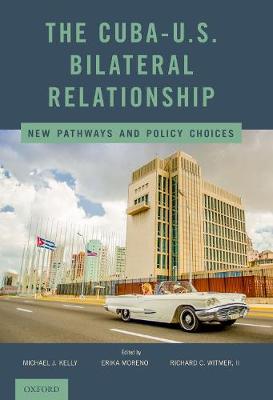 THE CUBA-U.S.
BILATERAL
RELATIONSHIP
NEW PATHWAYS AND POLICY CHOICES
Edited by
MICHAEL J. KELLY ERIKA MORENO RICHARD C. WITMER, II
OXFORD